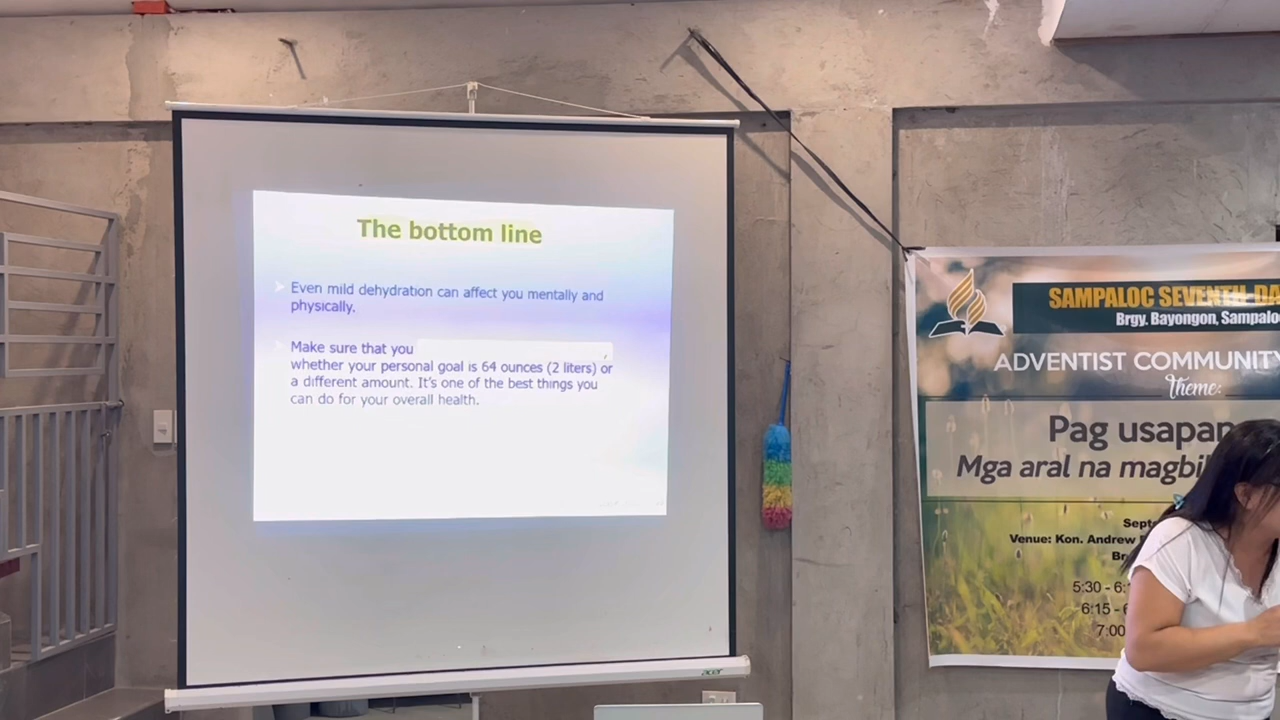 The bottom line
Even mild dehydration can affect you mentally and
physically.
Make sure that you
,
whether your personal goal is 64 ounces (2 liters) or
a different amount. It's one of the best things you
can do for your overall health.
acer
SAMPALOC SEVENTH-DA
Brgy. Bayongon, Sampalo
ADVENTIST COMMUNITY
Theme:
Pag usapan
Mga aral na magbi
Sept
Venue: Kon. Andrew
Br
5:30 - 6:
6:15 - 6
7:00